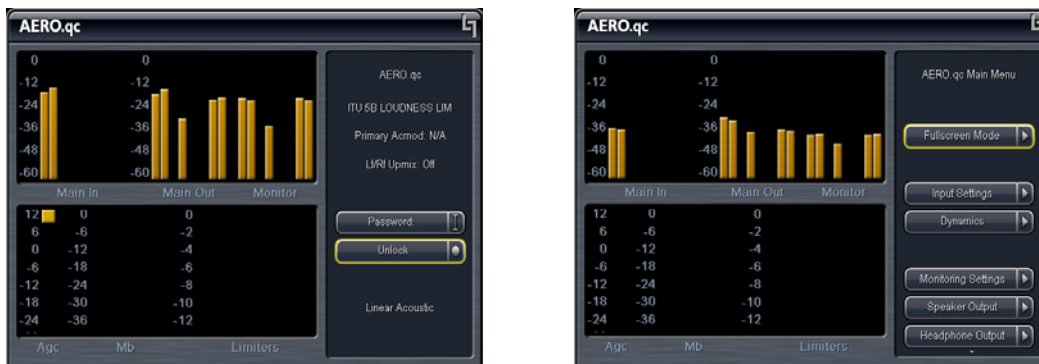 AERO.qc
0 0
-12 -12
-24 -24
-36 -36
-48 -48
-60 -60
Main In Main Out Monitor
12 0 0
6 -6 -2
0 -12 -4
-6 -18 -6
-12 -24 -8
-18 -30 -10
-24 -36 -12
Agc Mb Limiters
AERO.qc
ITU 5B LOUDNESS LIM
Primary Acmod: N/A
Lt/Rt Upmix: Off
Password:
Unlock
Linear Acoustic
AERO.qc
0 0
-12 -12
-24 -24
-36 -36
-48 -48
-60 -60
Main In Main Out Monitor
12 0 0
6 -6 -2
0 -12 -4
-6 -18 -6
-12 -24 -8
-18 -30 -10
-24 -36 -12
Agc Mb Limiters
AERO.qc Main Menu
Fullscreen Mode
Input Settings
Dynamics
Monitoring Settings
Speaker Output
Headphone Output